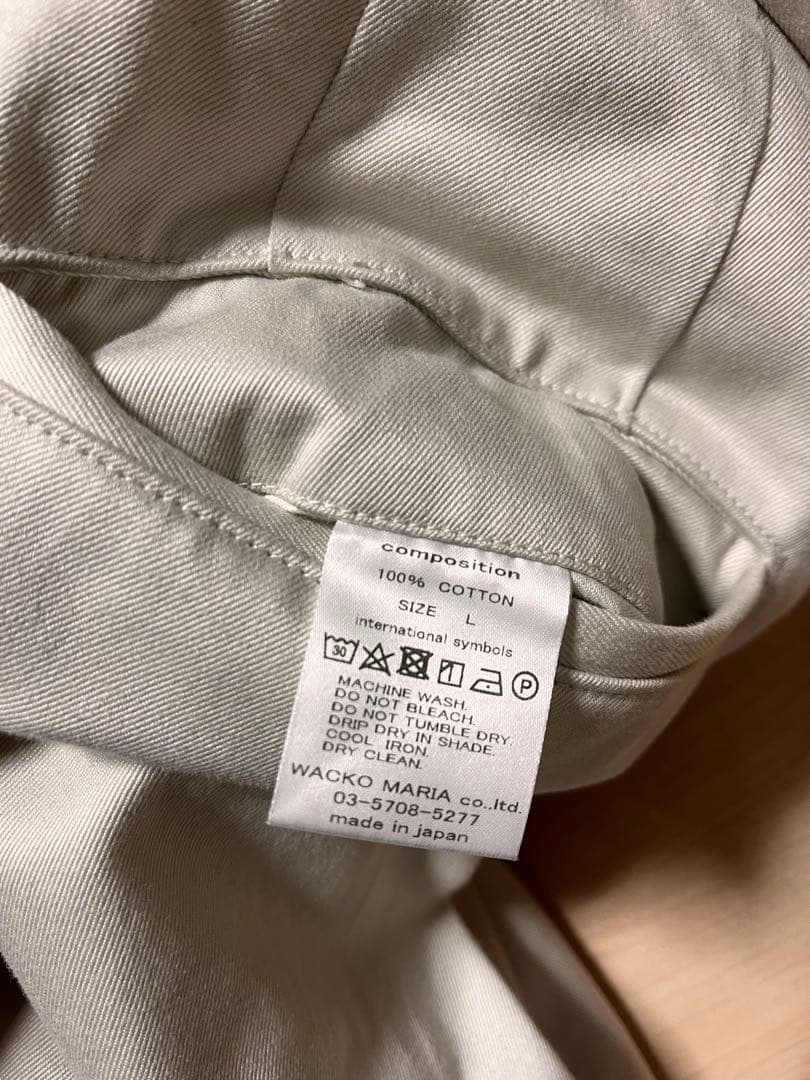 composition
100% COTTON
SIZE L
international symbols
30 P
MACHINE WASH.
DO NOT BLEACH.
DO NOT TUMBLE DRY.
DRIP DRY IN SHADE.
COOL IRON.
DRY CLEAN.
WACKO MARIA co.,ltd.
03-5708-5277
made in japan